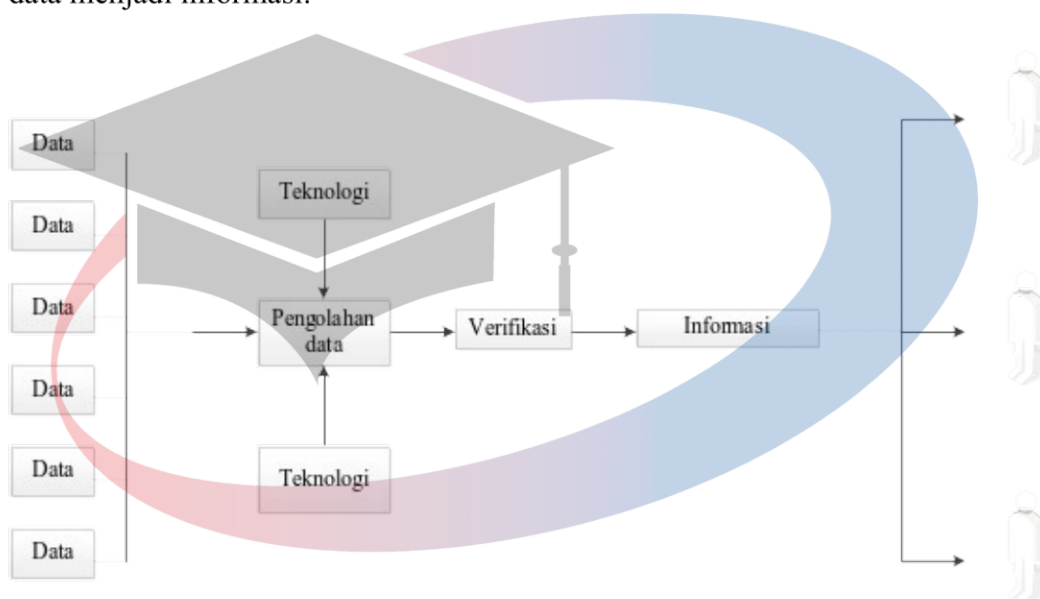 data menjadi informasi.
Data
Data
Data
Data
Data
Data
Teknologi
Pengolahan
data
Teknologi
Verifikasi
Informasi